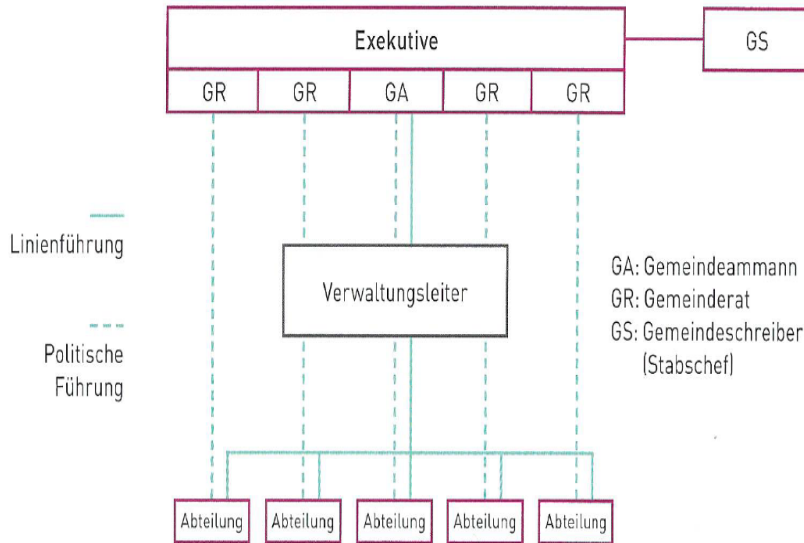 Exekutive
GS
GR
GR
GA
GR
GR
Linienführung
Verwaltungsleiter
GA: Gemeindeammann
GR: Gemeinderat
GS: Gemeindeschreiber
(Stabschef)
Politische
Führung
Abteilung
Abteilung
Abteilung
Abteilung
Abteilung